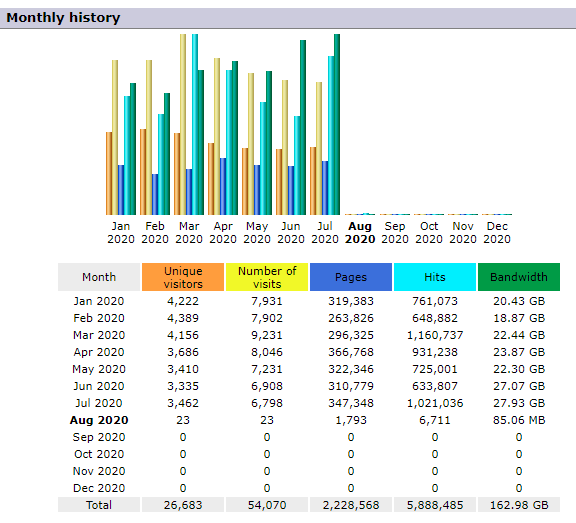 Monthly history
Jan Feb Mar Apr May Jun Jul Aug Sep Oct Nov Dec
2020 2020 2020 2020 2020 2020 2020 2020 2020 2020 2020 2020
Month Unique visitors Number of visits Pages Hits Bandwidth
Jan 2020 4,222 7,931 319,383 761,073 20.43 GB
Feb 2020 4,389 7,902 263,826 648,882 18.87 GB
Mar 2020 4,156 9,231 296,325 1,160,737 22.44 GB
Apr 2020 3,686 8,046 366,768 931,238 23.87 GB
May 2020 3,410 7,231 322,346 725,001 22.30 GB
Jun 2020 3,335 6,908 310,779 633,807 27.07 GB
Jul 2020 3,462 6,798 347,348 1,021,036 27.93 GB
Aug 2020 23 23 1,793 6,711 85.06 MB
Sep 2020 0 0 0 0 0
Oct 2020 0 0 0 0 0
Nov 2020 0 0 0 0 0
Dec 2020 0 0 0 0 0
Total 26,683 54,070 2,228,568 5,888,485 162.98 GB